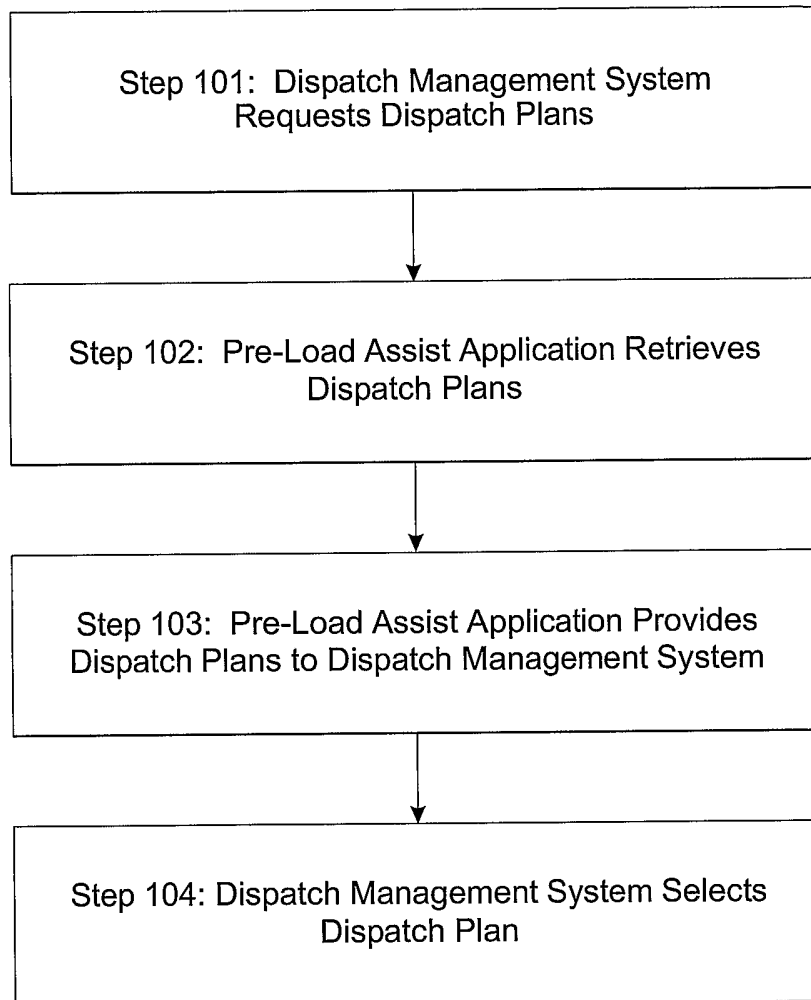 Step 101: Dispatch Management System
Requests Dispatch Plans
Step 102: Pre-Load Assist Application Retrieves
Dispatch Plans
Step 103: Pre-Load Assist Application Provides
Dispatch Plans to Dispatch Management System
Step 104: Dispatch Management System Selects
Dispatch Plan